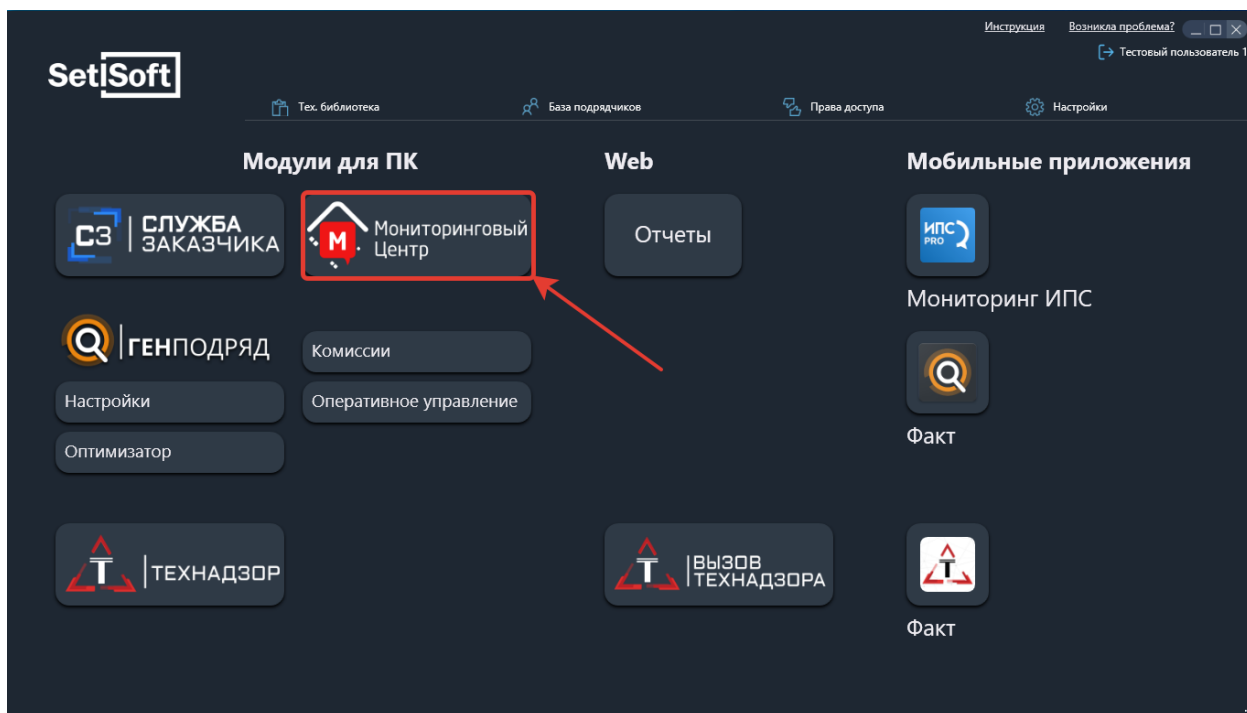 Инструкция
Возникла проблема?
Тестовый пользователь 1
SetlSoft
Тех. библиотека
База подрядчиков
Права доступа
Настройки
Модули для ПК
Web
Мобильные приложения
СЗ
СЛУЖБА
ЗАКАЗЧИКА
М
Мониторинговый
Центр
Отчеты
ИПС
PRO
Мониторинг ИПС
ГЕНПОДРЯД
Комиссии
Настройки
Оперативное управление
Оптимизатор
Факт
Т
ТЕХНАДЗОР
Т
ВЫЗОВ
ТЕХНАДЗОРА
Т
Факт